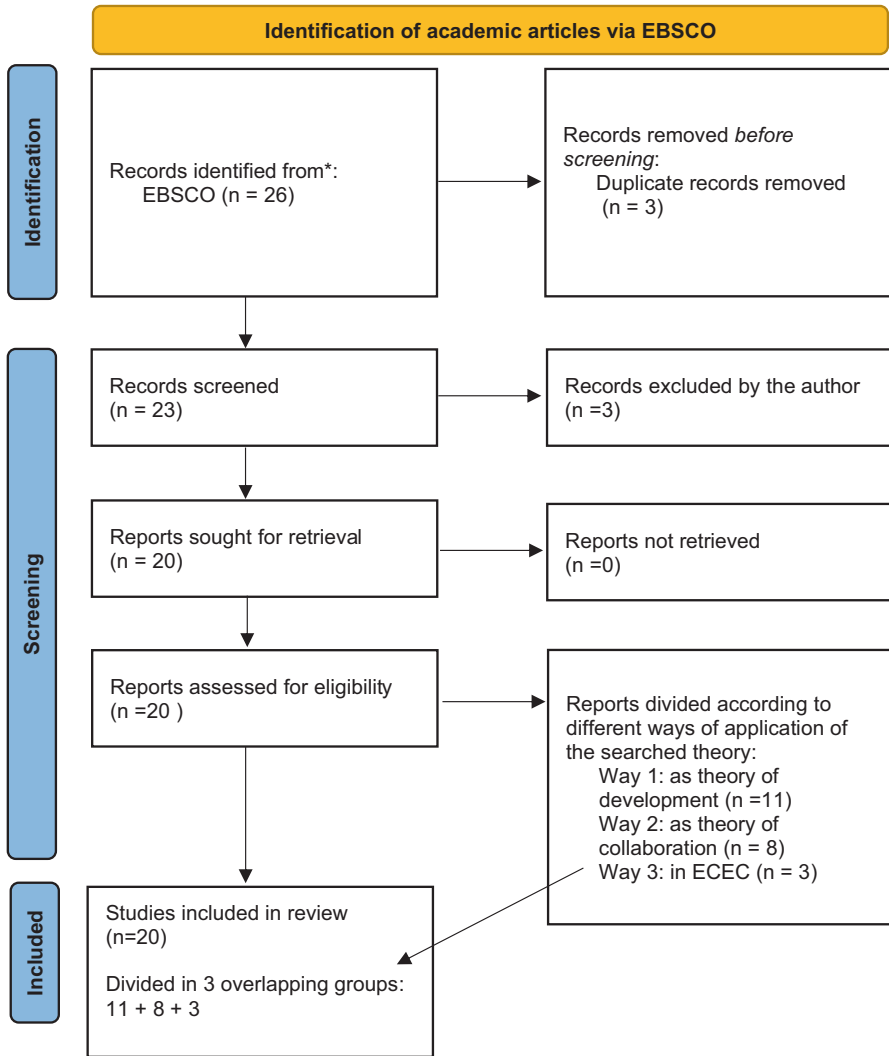 Identification of academic articles via EBSCO
Identification
Records identified from*:
EBSCO (n = 26)
Records removed before
screening:
Duplicate records removed
(n = 3)
Screening
Records screened
(n = 23)
Records excluded by the author
(n =3)
Reports sought for retrieval
(n = 20)
Reports not retrieved
(n =0)
Reports assessed for eligibility
(n =20 )
Reports divided according to
different ways of application of
the searched theory:
Way 1: as theory of
development (n =11)
Way 2: as theory of
collaboration (n = 8)
Way 3: in ECEC (n = 3)
Included
Studies included in review
(n=20)
Divided in 3 overlapping groups:
11 + 8 + 3